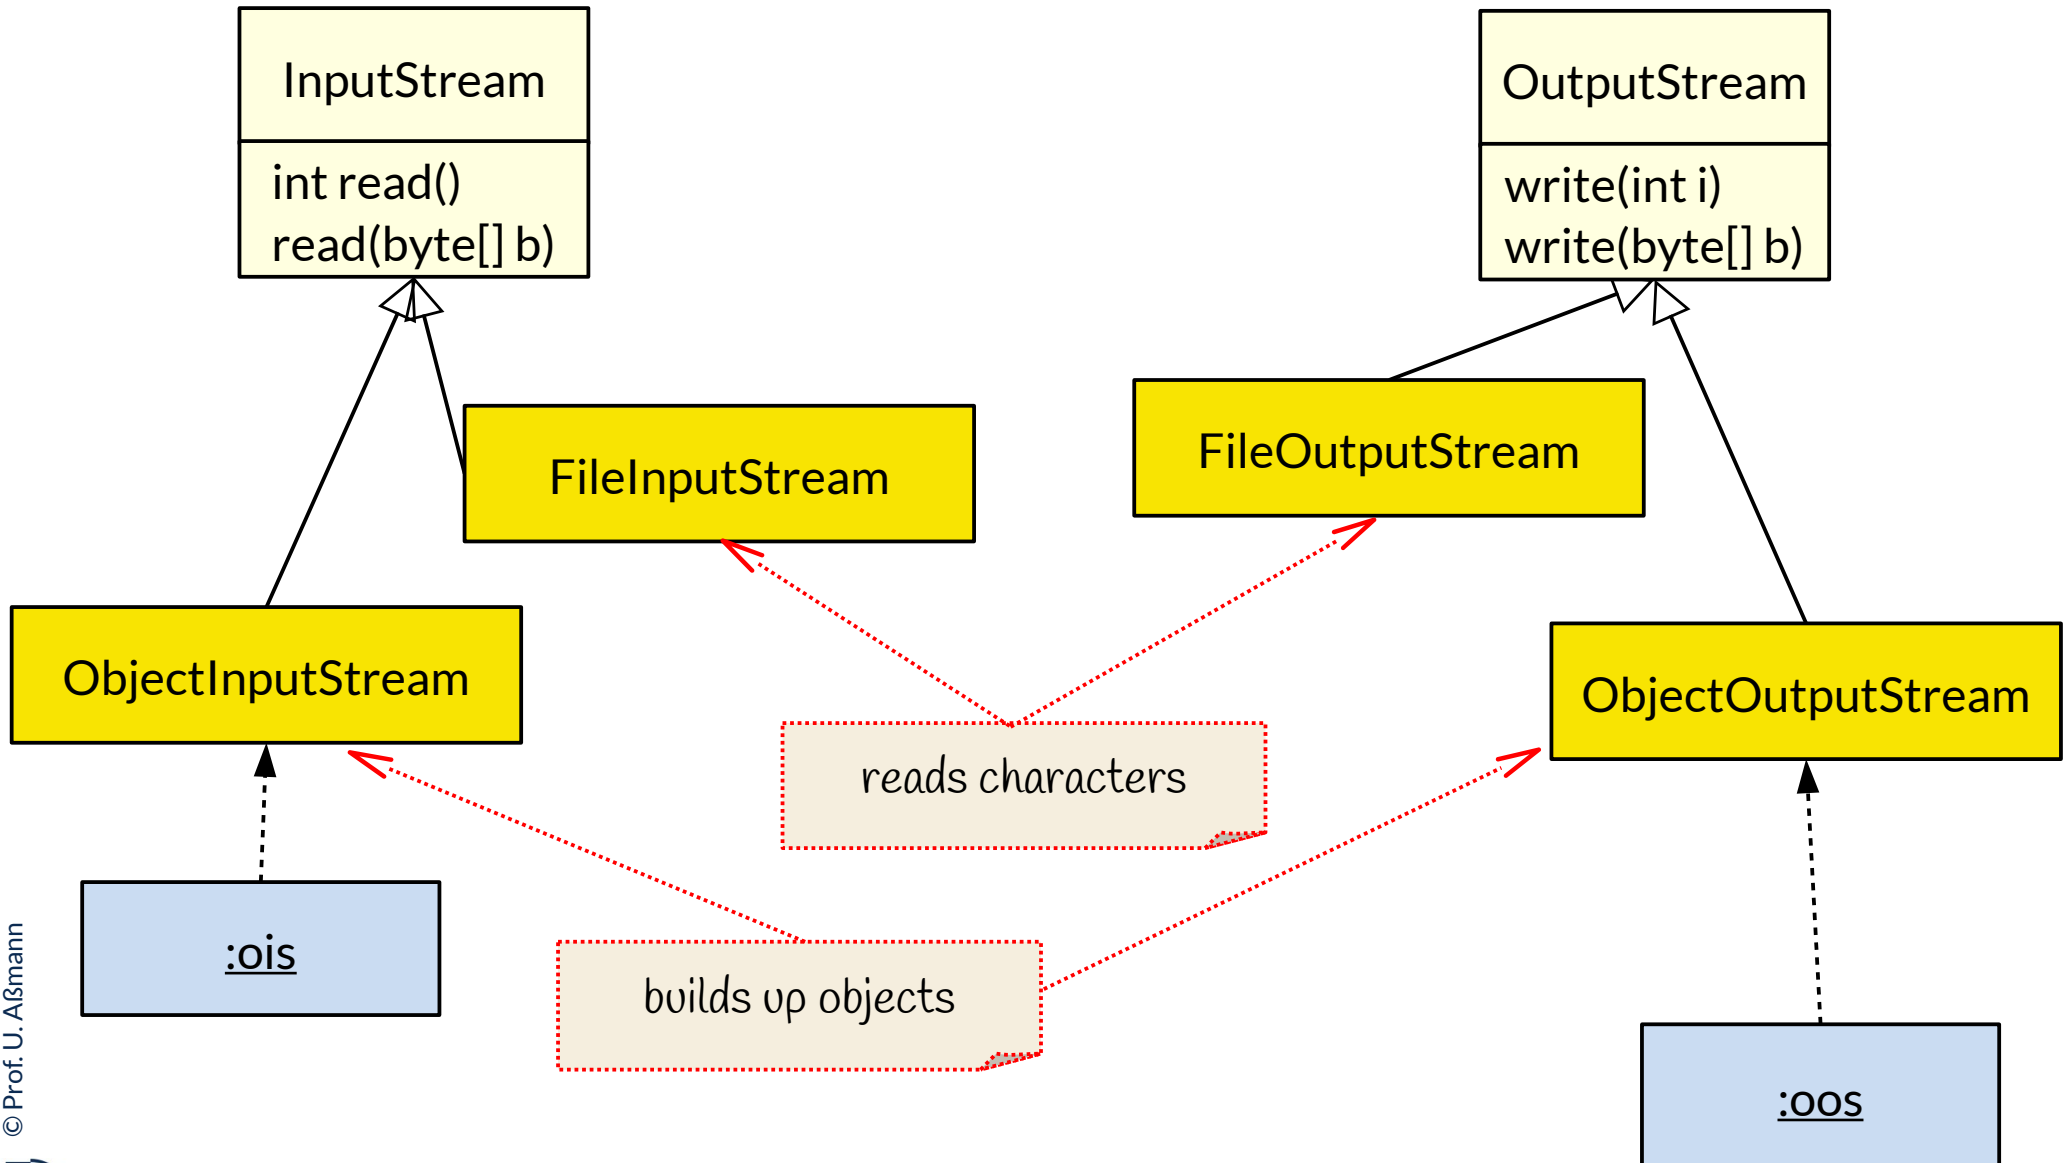 InputStream
int read()
read(byte[] b)
OutputStream
write(int i)
write(byte[] b)
FileInputStream
FileOutputStream
ObjectInputStream
ObjectOutputStream
reads characters
builds up objects
:ois
:oos
© Prof. U. Aßmann